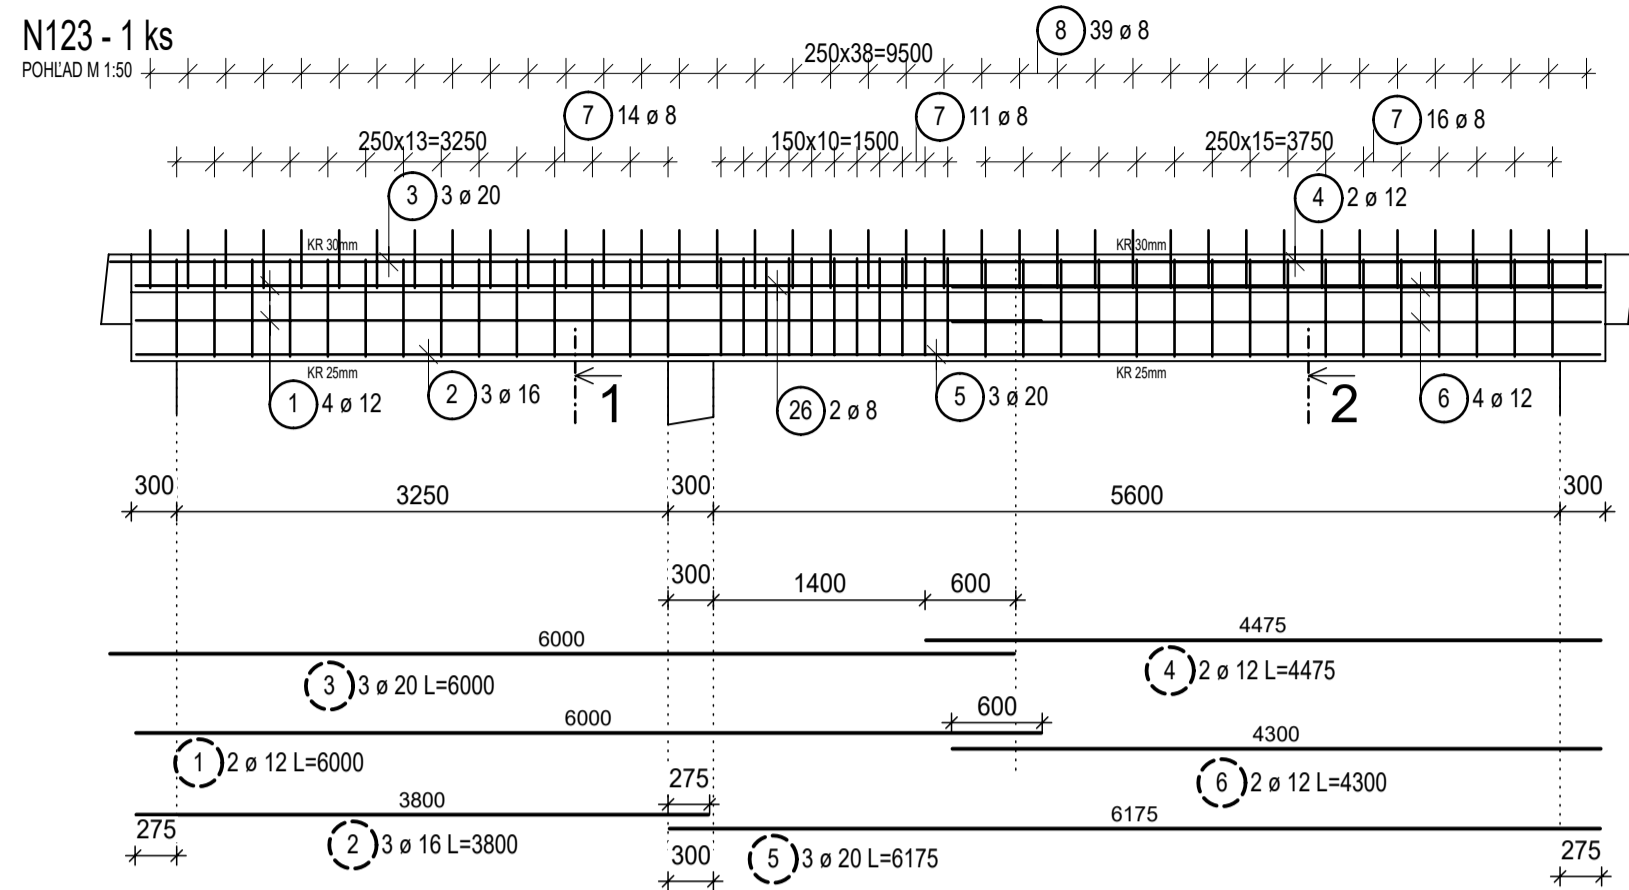 N123 - 1 ks
POHĽAD M 1:50
250x38=9500
8 39 ø 8
250x13=3250
7 14 ø 8
150x10=1500
7 11 ø 8
250x15=3750
7 16 ø 8
3 3 ø 20
4 2 ø 12
KR 30mm
KR 30mm
KR 25mm
KR 25mm
1 4 ø 12
2 3 ø 16
1
26 2 ø 8
5 3 ø 20
2
6 4 ø 12
300
3250
300
5600
300
300
1400
600
6000
4475
3 3 ø 20 L=6000
4 2 ø 12 L=4475
6000
600
1 2 ø 12 L=6000
4300
6 2 ø 12 L=4300
275
3800
6175
275
2 3 ø 16 L=3800
300
5 3 ø 20 L=6175
275